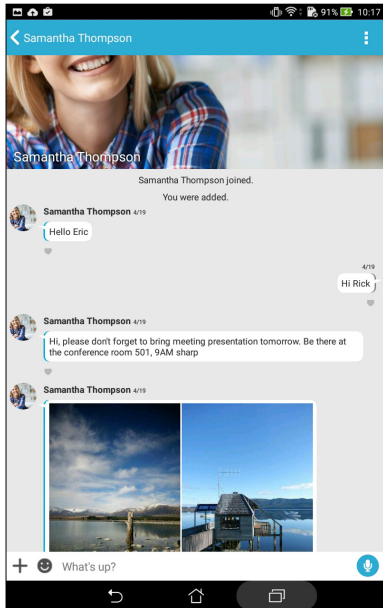 91% 10:17
Samantha Thompson
Samantha Thompson
Samantha Thompson joined.
You were added.
Samantha Thompson 4/19
Hello Eric
4/19
Hi Rick
Samantha Thompson 4/19
Hi, please don't forget to bring meeting presentation tomorrow. Be there at
the conference room 501, 9AM sharp
Samantha Thompson 4/19
What's up?